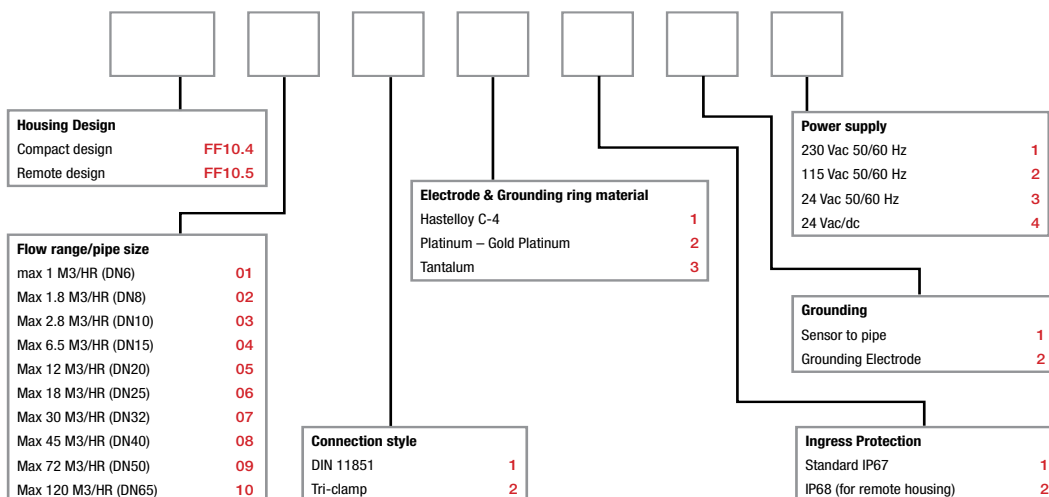 Housing Design
Compact design FF10.4
Remote design FF10.5
Flow range/pipe size
max 1 M3/HR (DN6) 01
Max 1.8 M3/HR (DN8) 02
Max 2.8 M3/HR (DN10) 03
Max 6.5 M3/HR (DN15) 04
Max 12 M3/HR (DN20) 05
Max 18 M3/HR (DN25) 06
Max 30 M3/HR (DN32) 07
Max 45 M3/HR (DN40) 08
Max 72 M3/HR (DN50) 09
Max 120 M3/HR (DN65) 10
Connection style
DIN 11851 1
Tri-clamp 2
Electrode & Grounding ring material
Hastelloy C-4 1
Platinum – Gold Platinum 2
Tantalum 3
Power supply
230 Vac 50/60 Hz 1
115 Vac 50/60 Hz 2
24 Vac 50/60 Hz 3
24 Vac/dc 4
Grounding
Sensor to pipe 1
Grounding Electrode 2
Ingress Protection
Standard IP67 1
IP68 (for remote housing) 2